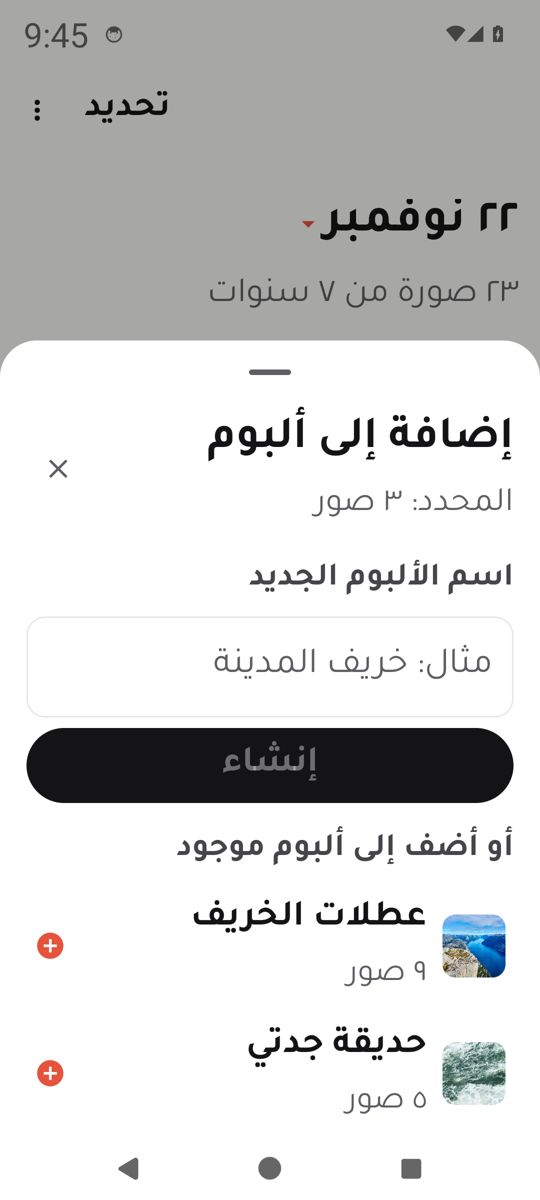 9:45
تحديد
٢٢ نوفمبر
٢٣ صورة من ٧ سنوات
إضافة إلى ألبوم
المحدد: ٣ صور
اسم الألبوم الجديد
مثال: خريف المدينة
إنشاء
أو أضف إلى ألبوم موجود
عطلات الخريف
٩ صور
حديقة جدتي
٥ صور